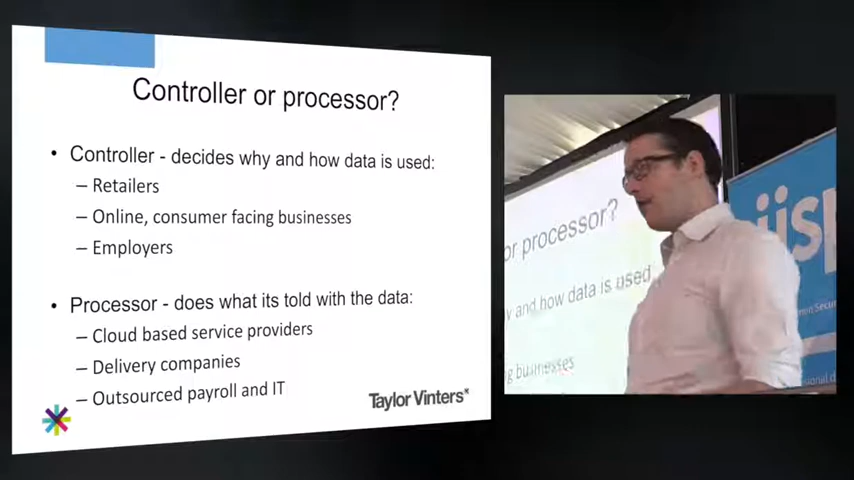 Controller or processor?
• Controller - decides why and how data is used:
– Retailers
– Online, consumer facing businesses
– Employers
• Processor - does what its told with the data:
– Cloud based service providers
– Delivery companies
– Outsourced payroll and IT
Taylor Vinters*
or processor?
y and how data is used
g businesses
iisp